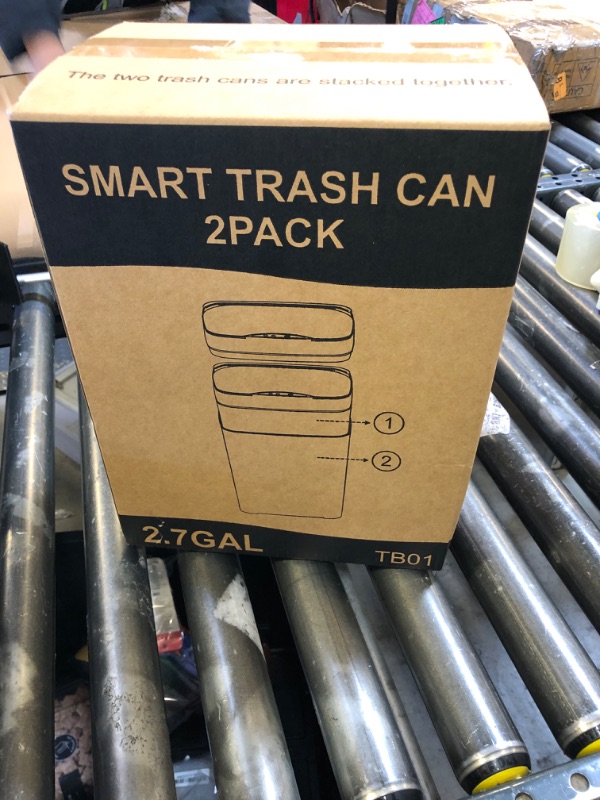 The two trash cans are stacked together.
SMART TRASH CAN
2PACK
1
2
2.7GAL
TB01